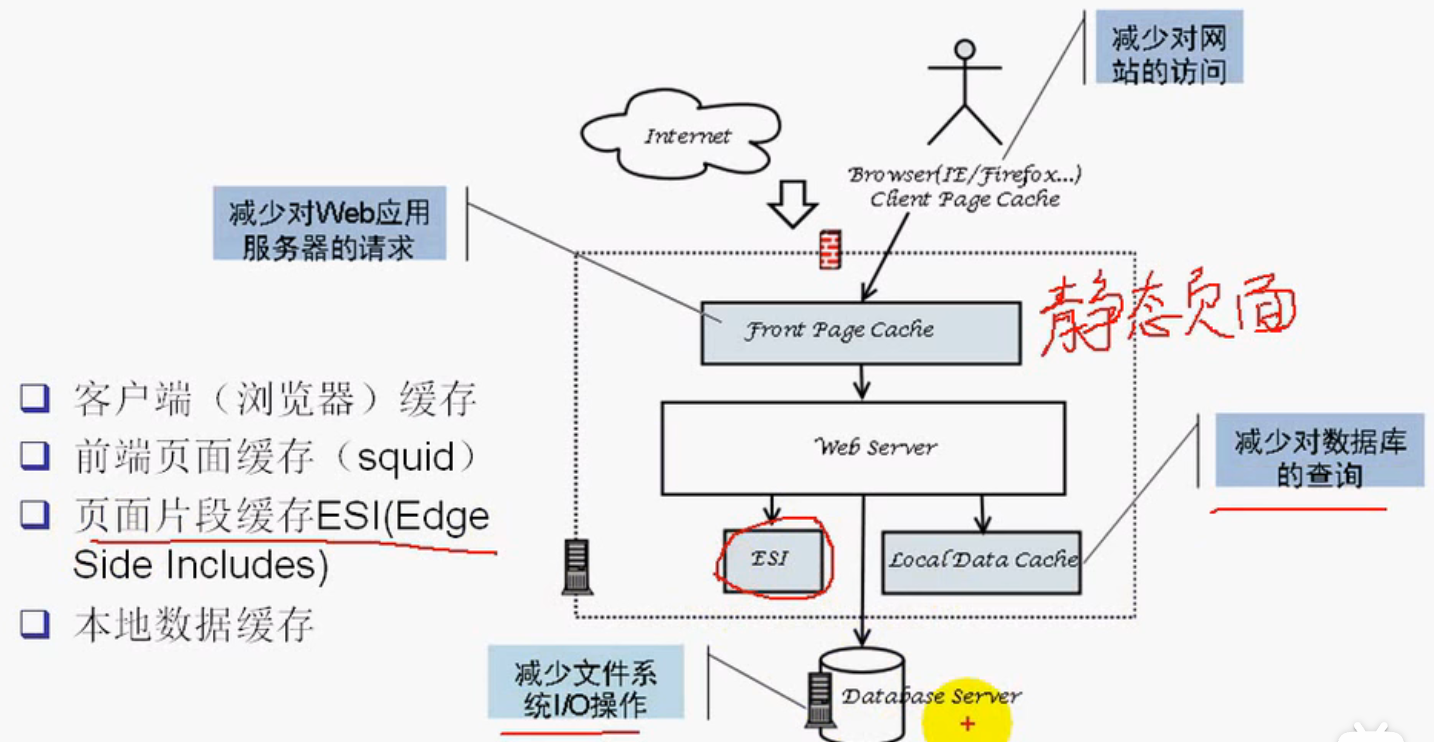 减少对网
站的访问
Internet
Browser(IE/Firefox...)
Client Page Cache
减少对Web应用
服务器的请求
Front Page Cache
静态页面
客户端（浏览器）缓存
前端页面缓存（squid）
页面片段缓存ESI(Edge
Side Includes)
本地数据缓存
Web Server
减少对数据库
的查询
ESI
Local Data Cache
减少文件系
统I/O操作
Database Server